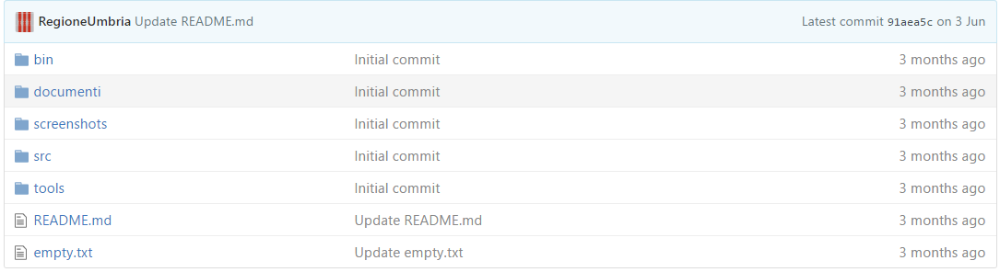 RegioneUmbria Update README.md Latest commit 91aea5c on 3 Jun
bin Initial commit 3 months ago
documenti Initial commit 3 months ago
screenshots Initial commit 3 months ago
src Initial commit 3 months ago
tools Initial commit 3 months ago
README.md Update README.md 3 months ago
empty.txt Update empty.txt 3 months ago